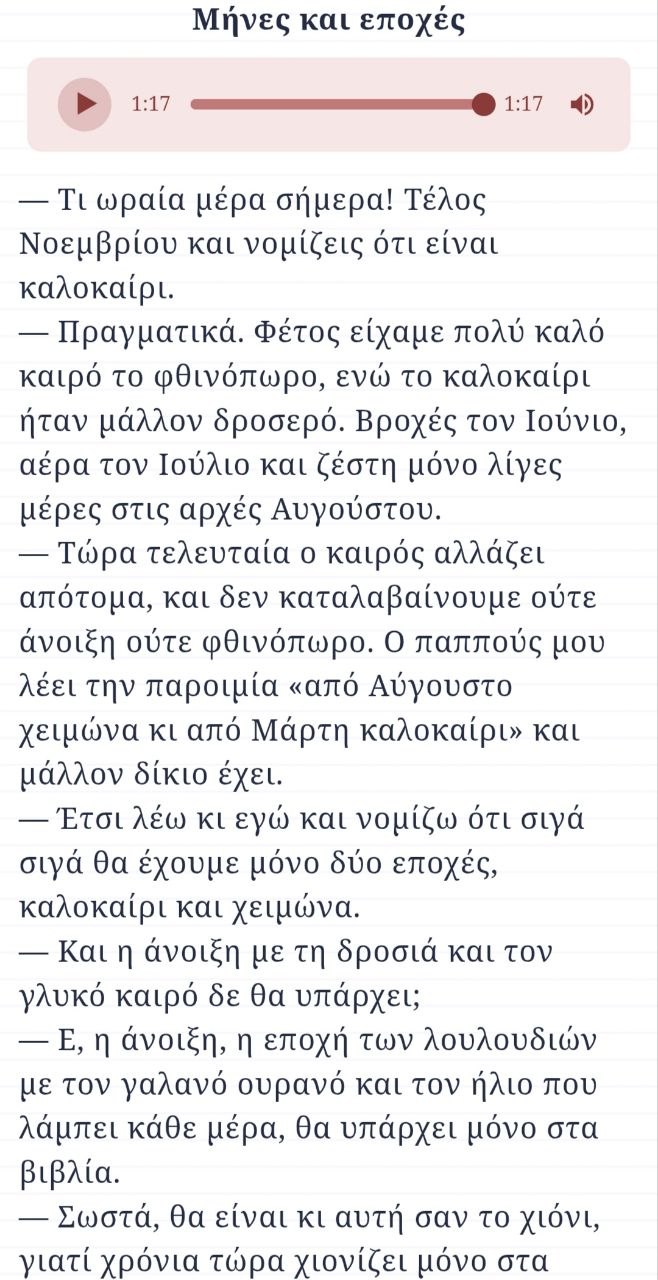 Μήνες και εποχές
1:17 1:17
— Τι ωραία μέρα σήμερα! Τέλος
Νοεμβρίου και νομίζεις ότι είναι
καλοκαίρι.
— Πραγματικά. Φέτος είχαμε πολύ καλό
καιρό το φθινόπωρο, ενώ το καλοκαίρι
ήταν μάλλον δροσερό. Βροχές τον Ιούνιο,
αέρα τον Ιούλιο και ζέστη μόνο λίγες
μέρες στις αρχές Αυγούστου.
— Τώρα τελευταία ο καιρός αλλάζει
απότομα, και δεν καταλαβαίνουμε ούτε
άνοιξη ούτε φθινόπωρο. Ο παππούς μου
λέει την παροιμία «από Αύγουστο
χειμώνα κι από Μάρτη καλοκαίρι» και
μάλλον δίκιο έχει.
— Έτσι λέω κι εγώ και νομίζω ότι σιγά
σιγά θα έχουμε μόνο δύο εποχές,
καλοκαίρι και χειμώνα.
— Και η άνοιξη με τη δροσιά και τον
γλυκό καιρό δε θα υπάρχει;
— Ε, η άνοιξη, η εποχή των λουλουδιών
με τον γαλανό ουρανό και τον ήλιο που
λάμπει κάθε μέρα, θα υπάρχει μόνο στα
βιβλία.
— Σωστά, θα είναι κι αυτή σαν το χιόνι,
γιατί χρόνια τώρα χιονίζει μόνο στα